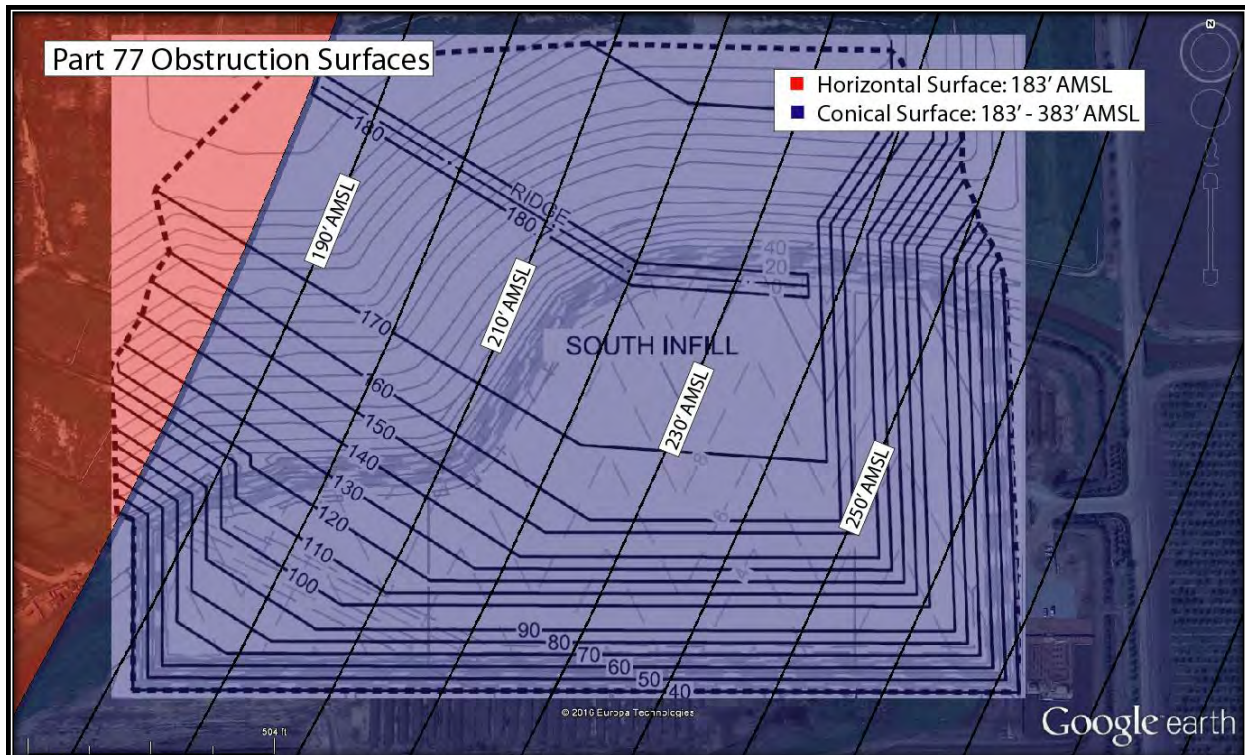 Part 77 Obstruction Surfaces
Horizontal Surface: 183' AMSL
Conical Surface: 183' - 383' AMSL
N
180
RIDGE
180
190' AMSL
210' AMSL
40
20
170
SOUTH INFILL
230' AMSL
160
150
140
250' AMSL
130
120
110
100
90
80
70
60
50
40
© 2016 Europa Technologies
504 ft
Google earth